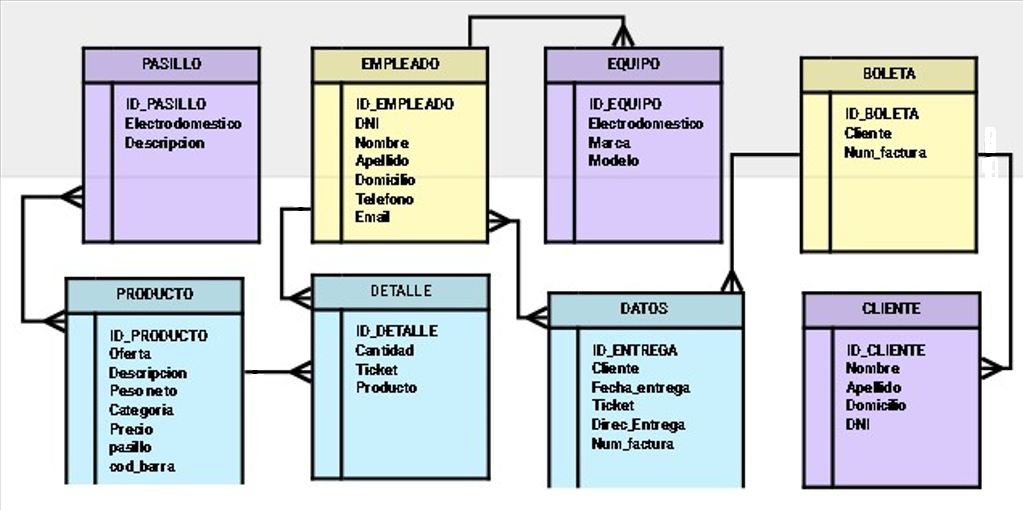 PASILLO
ID_PASILLO
Electrodomestico
Descripcion
EMPLEADO
ID_EMPLEADO
DNI
Nombre
Apellido
Domicilio
Telefono
Email
EQUIPO
ID_EQUIPO
Electrodomestico
Marca
Modelo
BOLETA
ID_BOLETA
Cliente
Num_factura
PRODUCTO
ID_PRODUCTO
Oferta
Descripcion
Peso neto
Categoria
Precio
pasillo
cod_barra
DETALLE
ID_DETALLE
Cantidad
Ticket
Producto
DATOS
ID_ENTREGA
Cliente
Fecha_entrega
Ticket
Direc_Entrega
Num_factura
CLIENTE
ID_CLIENTE
Nombre
Apellido
Domicilio
DNI